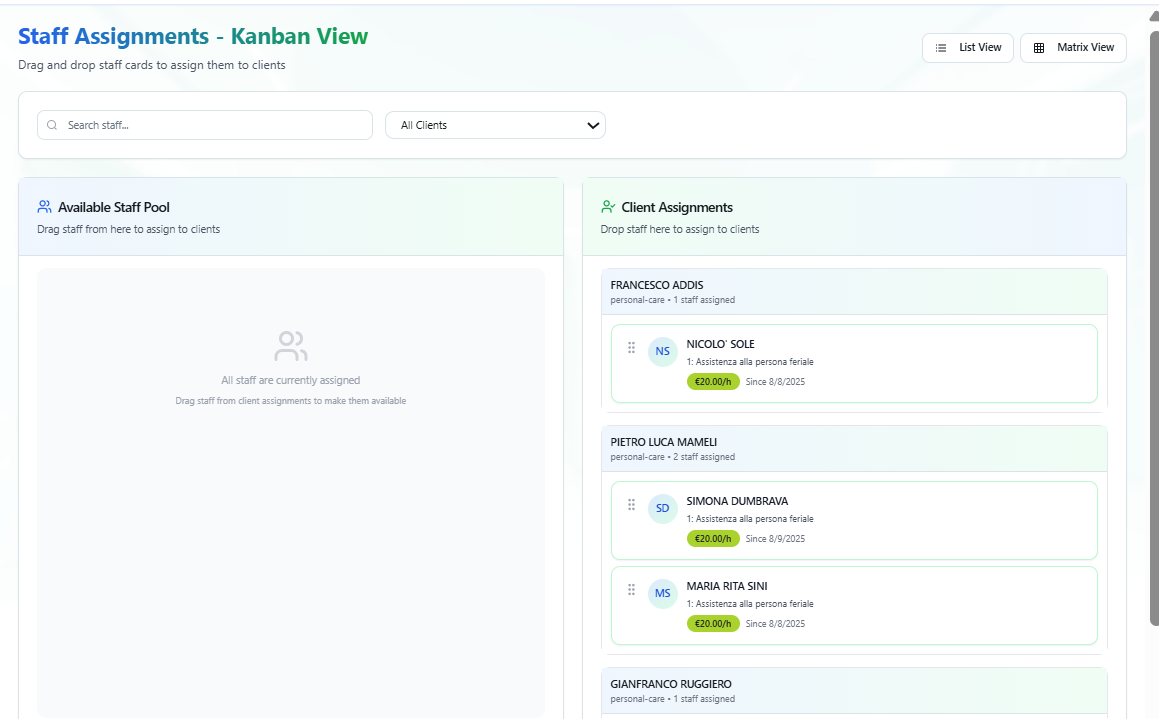 Staff Assignments - Kanban View
Drag and drop staff cards to assign them to clients
List View
Matrix View
Search staff...
All Clients
Available Staff Pool
Drag staff from here to assign to clients
All staff are currently assigned
Drag staff from client assignments to make them available
Client Assignments
Drop staff here to assign to clients
FRANCESCO ADDIS
personal-care • 1 staff assigned
NS
NICOLO` SOLE
1: Assistenza alla persona feriale
€20.00/h Since 8/8/2025
PIETRO LUCA MAMELI
personal-care • 2 staff assigned
SD
SIMONA DUMBRAVA
1: Assistenza alla persona feriale
€20.00/h Since 8/9/2025
MS
MARIA RITA SINI
1: Assistenza alla persona feriale
€20.00/h Since 8/8/2025
GIANFRANCO RUGGIERO
personal-care • 1 staff assigned